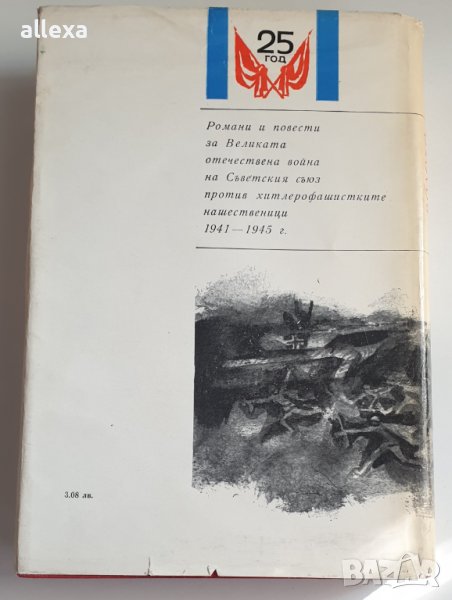 allexa
25
ГОД
Романи и повести
за Великата
отечествена война
на Съветския съюз
против хитлерофашистките
нашественици
1941—1945 г.
3.08 лв.
BAZAR